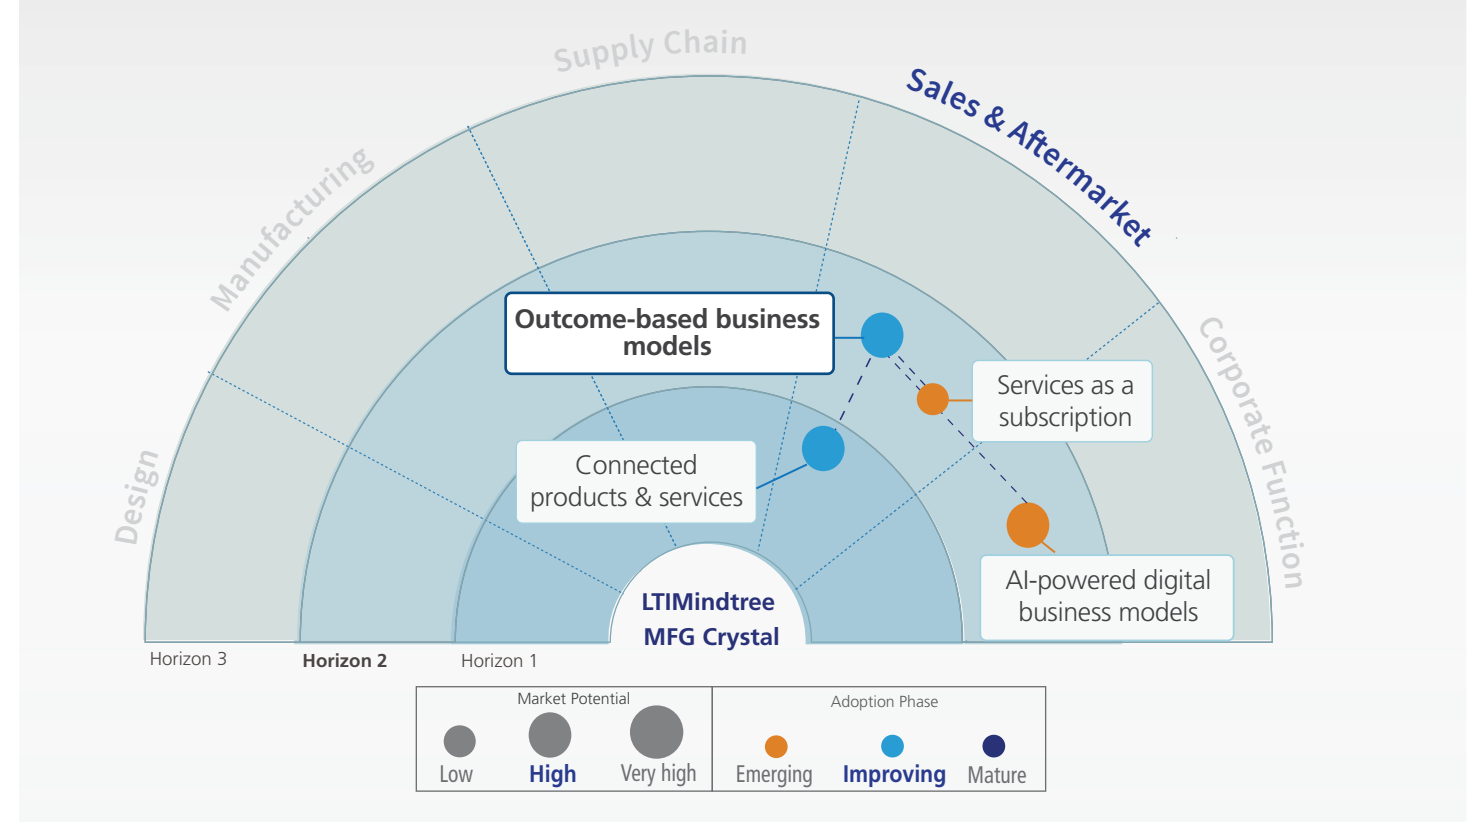 Supply Chain
Sales & Aftermarket
Manufacturing
Outcome-based business
models
Services as a
subscription
Corporate Function
Connected
products & services
Design
AI-powered digital
business models
LTIMindtree
MFG Crystal
Horizon 3
Horizon 2
Horizon 1
Market Potential
Adoption Phase
Low
High
Very high
Emerging
Improving
Mature